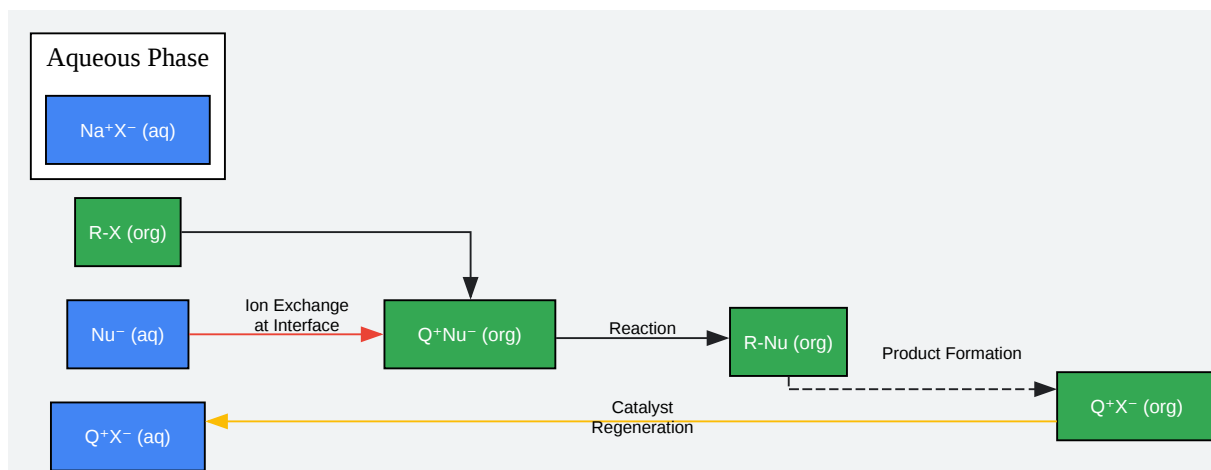 Aqueous Phase
Na⁺X⁻ (aq)
R-X (org)
Ion Exchange
at Interface
Nu⁻ (aq)
Q⁺Nu⁻ (org)
Reaction
R-Nu (org)
Product Formation
Q⁺X⁻ (org)
Catalyst
Regeneration
Q⁺X⁻ (aq)